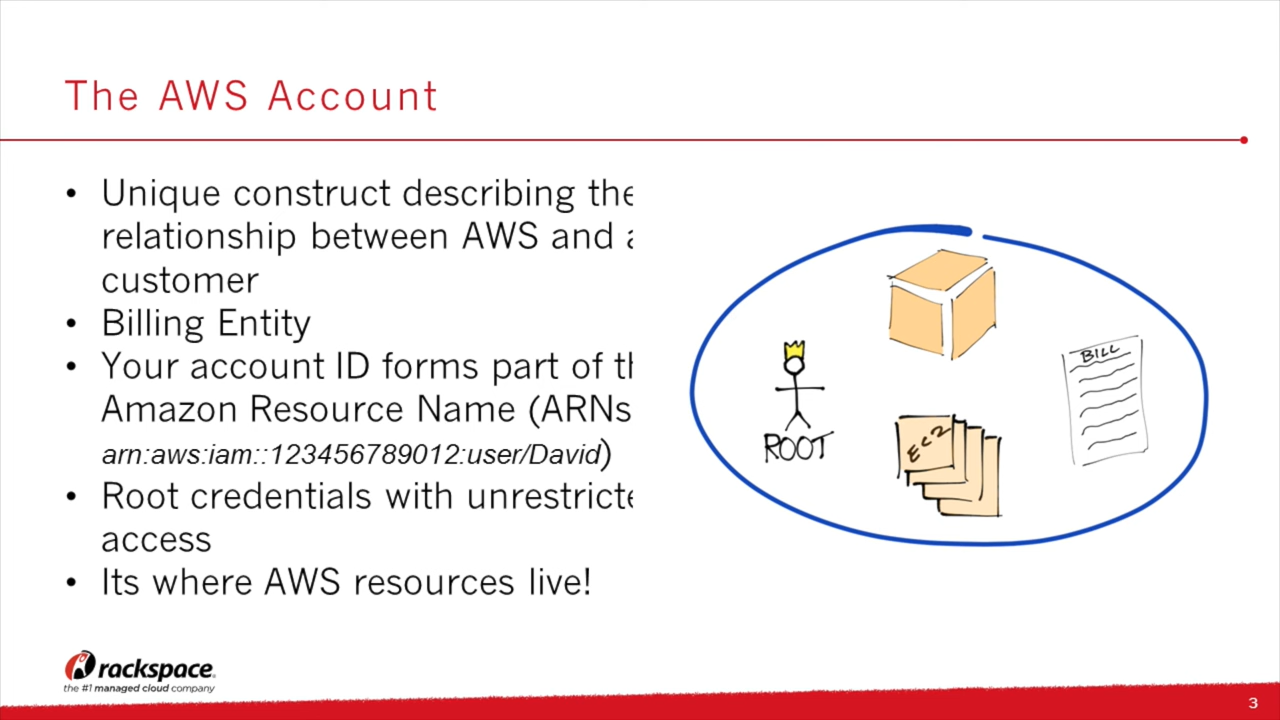 The AWS Account
• Unique construct describing the
relationship between AWS and a
customer
• Billing Entity
• Your account ID forms part of th
Amazon Resource Name (ARNs
arn:aws:iam::123456789012:user/David)
• Root credentials with unrestricte
access
• Its where AWS resources live!
BILL
ROOT
EC2
rackspace.
the #1 managed cloud company
3